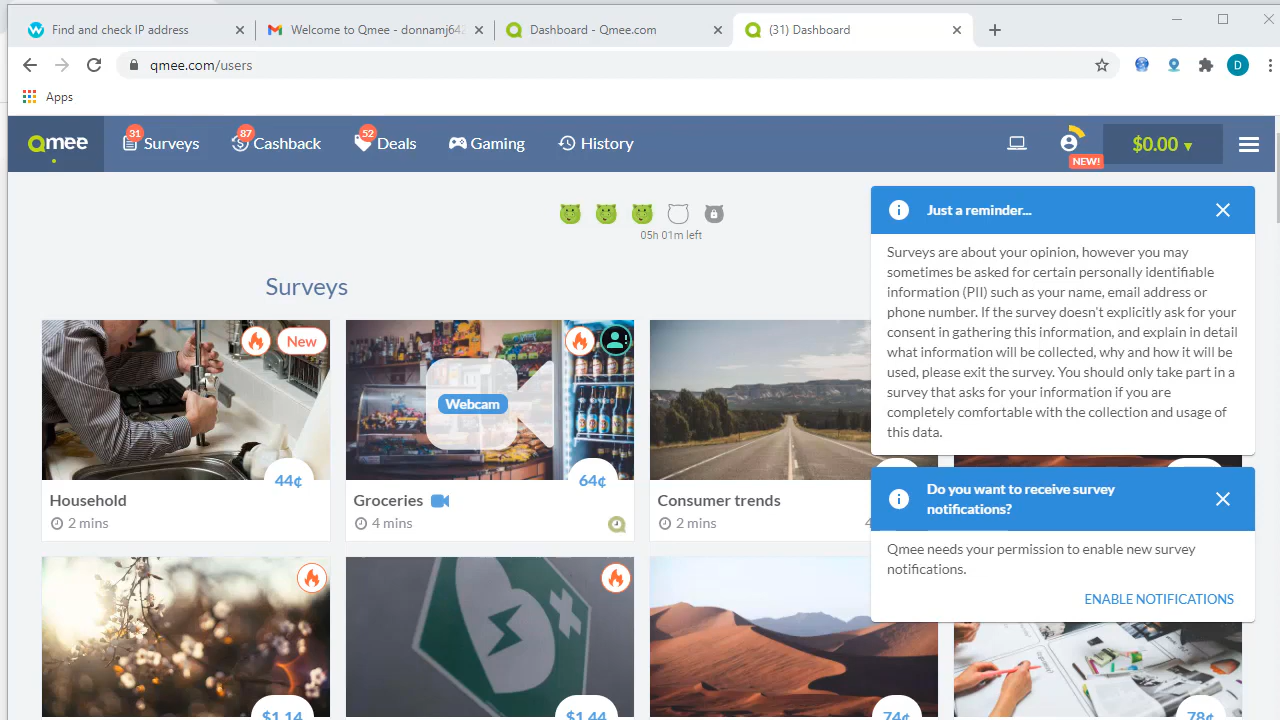 Find and check IP address
Welcome to Qmee - donnamj642
Dashboard - Qmee.com
(31) Dashboard
qmee.com/users
D
Apps
Qmee
31
Surveys
87
Cashback
52
Deals
Gaming
History
NEW!
$0.00
05h 01m left
Surveys
New
44¢
Household
2 mins
Webcam
64¢
Groceries
4 mins
Consumer trends
2 mins
4
$1.14
$1.44
74¢
78¢
Just a reminder...
Surveys are about your opinion, however you may
sometimes be asked for certain personally identifiable
information (PII) such as your name, email address or
phone number. If the survey doesn't explicitly ask for your
consent in gathering this information, and explain in detail
what information will be collected, why and how it will be
used, please exit the survey. You should only take part in a
survey that asks for your information if you are
completely comfortable with the collection and usage of
this data.
Do you want to receive survey
notifications?
Qmee needs your permission to enable new survey
notifications.
ENABLE NOTIFICATIONS